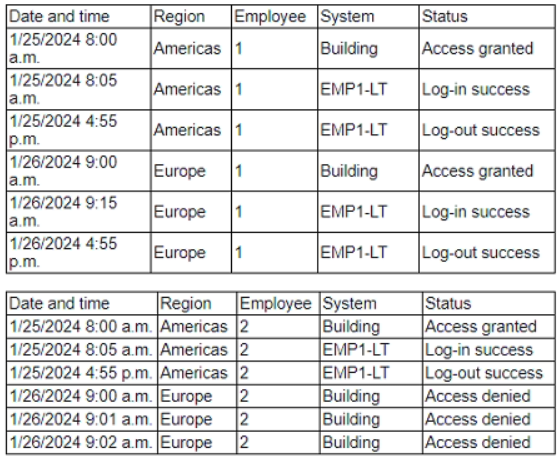 Date and time Region Employee System Status
1/25/2024 8:00 a.m. Americas 1 Building Access granted
1/25/2024 8:05 a.m. Americas 1 EMP1-LT Log-in success
1/25/2024 4:55 p.m. Americas 1 EMP1-LT Log-out success
1/26/2024 9:00 a.m. Europe 1 Building Access granted
1/26/2024 9:15 a.m. Europe 1 EMP1-LT Log-in success
1/26/2024 4:55 p.m. Europe 1 EMP1-LT Log-out success
Date and time Region Employee System Status
1/25/2024 8:00 a.m. Americas 2 Building Access granted
1/25/2024 8:05 a.m. Americas 2 EMP1-LT Log-in success
1/25/2024 4:55 p.m. Americas 2 EMP1-LT Log-out success
1/26/2024 9:00 a.m. Europe 2 Building Access denied
1/26/2024 9:01 a.m. Europe 2 Building Access denied
1/26/2024 9:02 a.m. Europe 2 Building Access denied